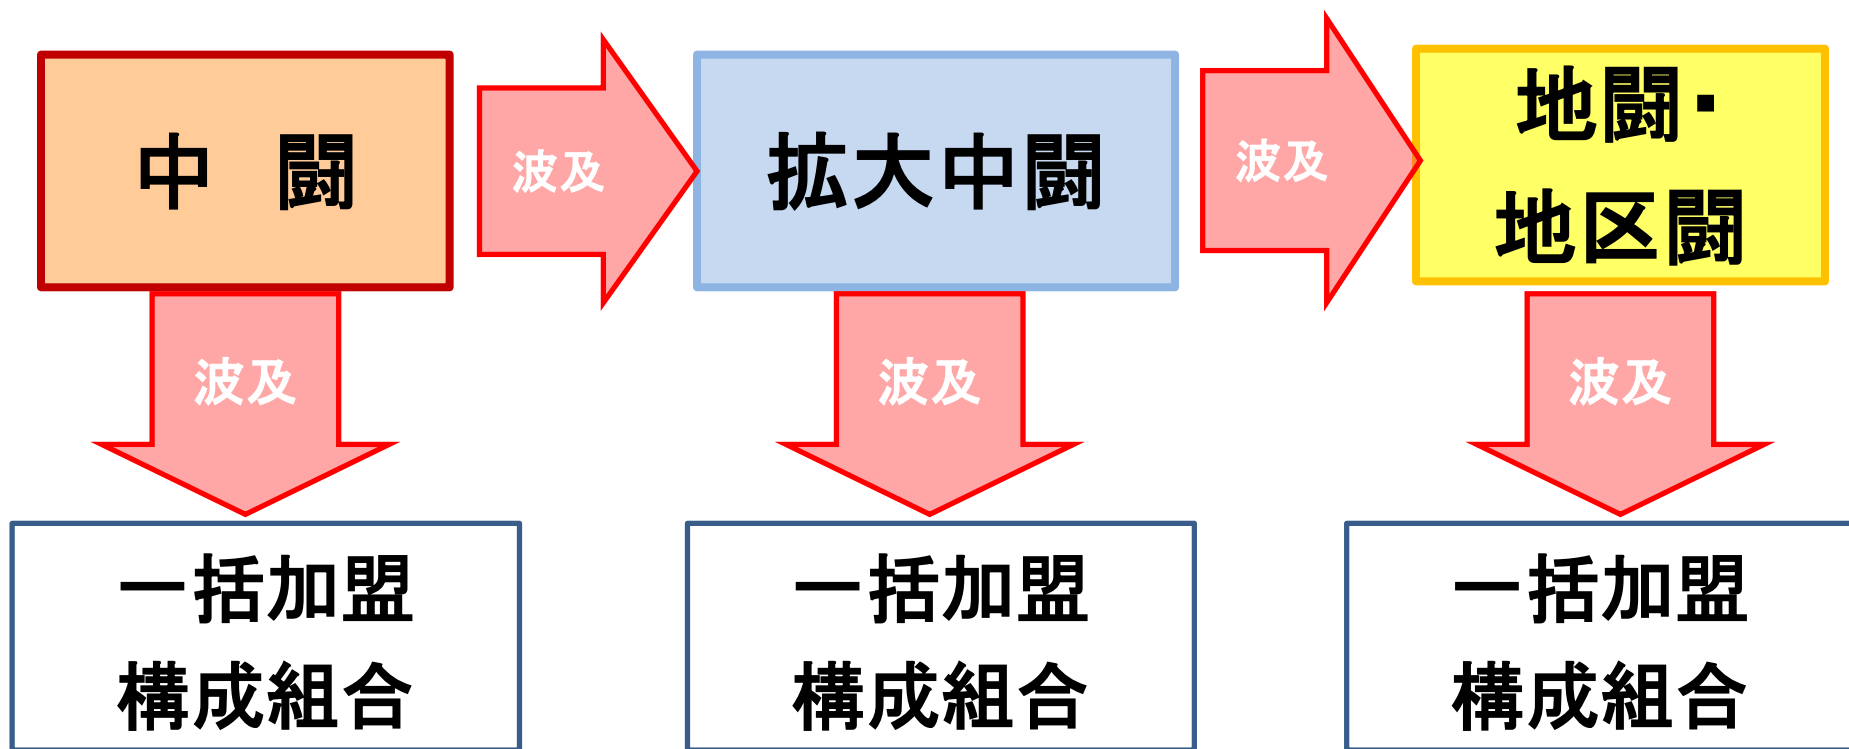 中　闘
波及
拡大中闘
波及
地闘・
地区闘
波及
波及
波及
一括加盟
構成組合
一括加盟
構成組合
一括加盟
構成組合